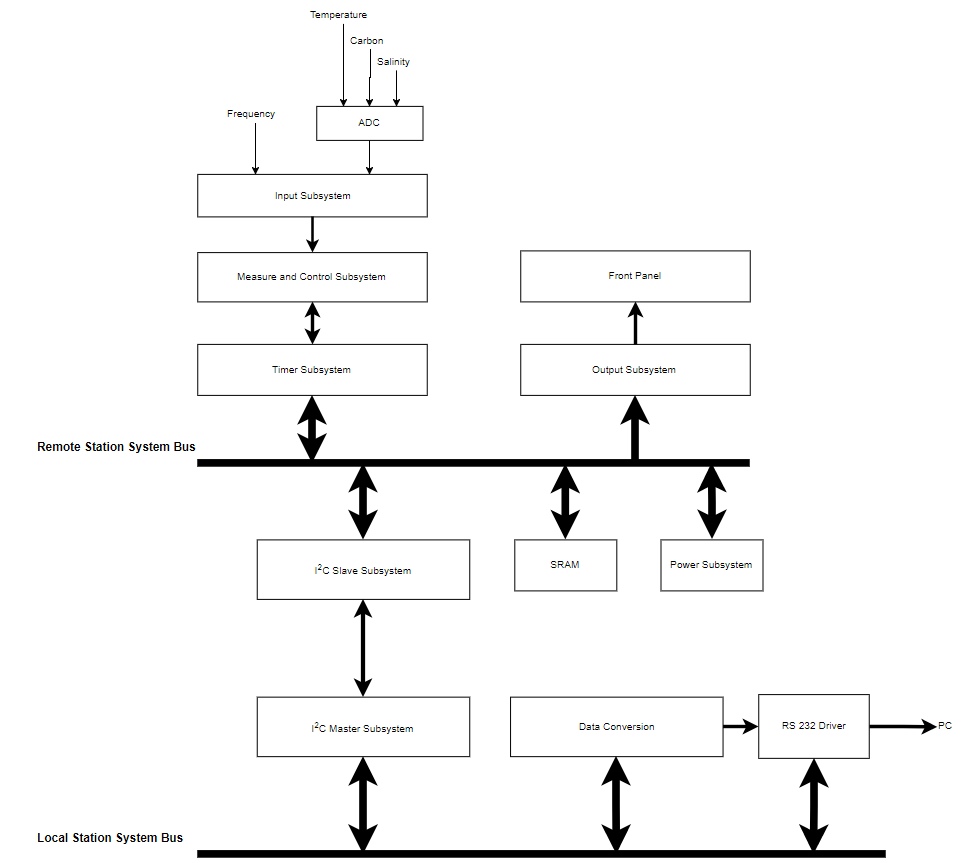 Temperature
Carbon
Salinity
Frequency
ADC
Input Subsystem
Measure and Control Subsystem
Front Panel
Timer Subsystem
Output Subsystem
Remote Station System Bus
I²C Slave Subsystem
SRAM
Power Subsystem
I²C Master Subsystem
Data Conversion
RS 232 Driver
PC
Local Station System Bus